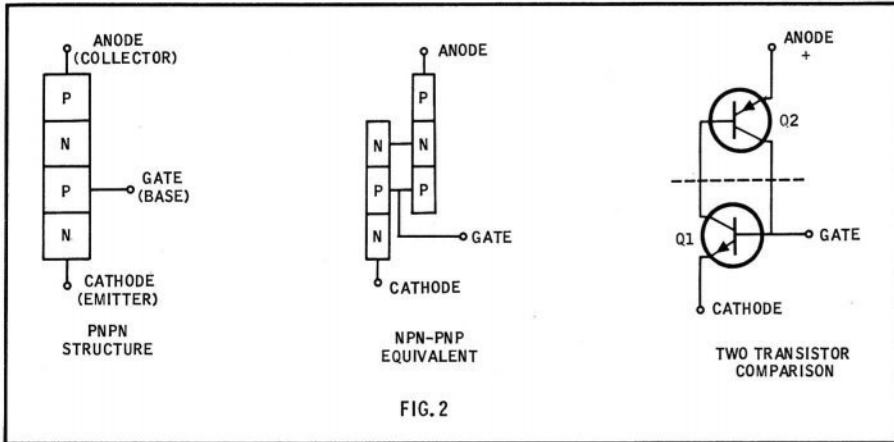 ANODE
(COLLECTOR)
P
N
P
N
GATE
(BASE)
CATHODE
(EMITTER)
PNPN
STRUCTURE
ANODE
P
N
N
P
P
N
GATE
CATHODE
NPN-PNP
EQUIVALENT
ANODE
+
Q2
Q1
GATE
CATHODE
TWO TRANSISTOR
COMPARISON
FIG. 2